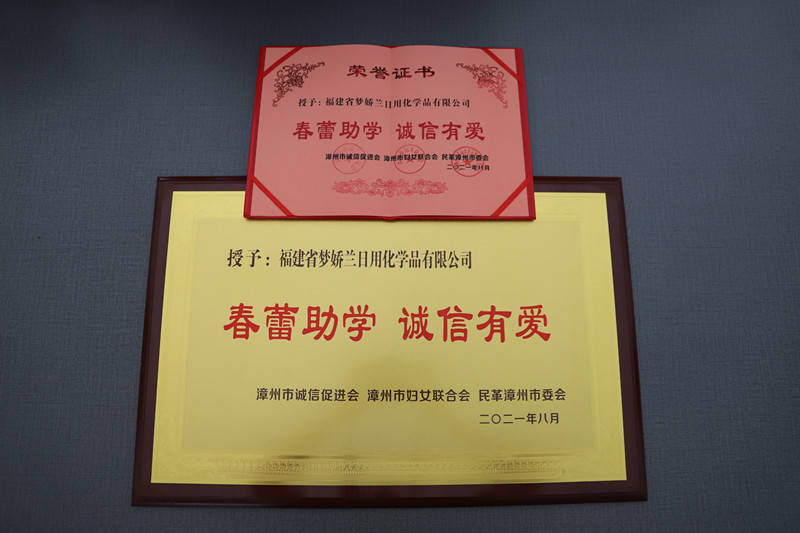 荣誉证书
授予：福建省梦娇兰日用化学品有限公司
春蕾助学 诚信有爱
漳州市诚信促进会 漳州市妇女联合会 民革漳州市委会
二〇二一年八月
授予：福建省梦娇兰日用化学品有限公司
春蕾助学 诚信有爱
漳州市诚信促进会 漳州市妇女联合会 民革漳州市委会
二〇二一年八月